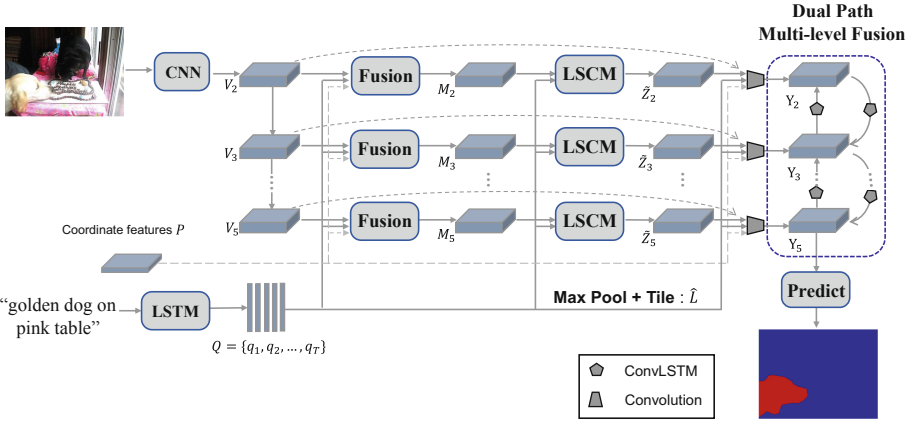 Dual Path
Multi-level Fusion
CNN
V₂
Fusion
M₂
LSCM
Z̃₂
Y₂
V₃
Fusion
M₃
LSCM
Z̃₃
Y₃
V₅
Fusion
M₅
LSCM
Z̃₅
Y₅
Coordinate features P
“golden dog on
pink table”
LSTM
Q = {q₁, q₂, … , q_T}
Max Pool + Tile : L̂
Predict
ConvLSTM
Convolution